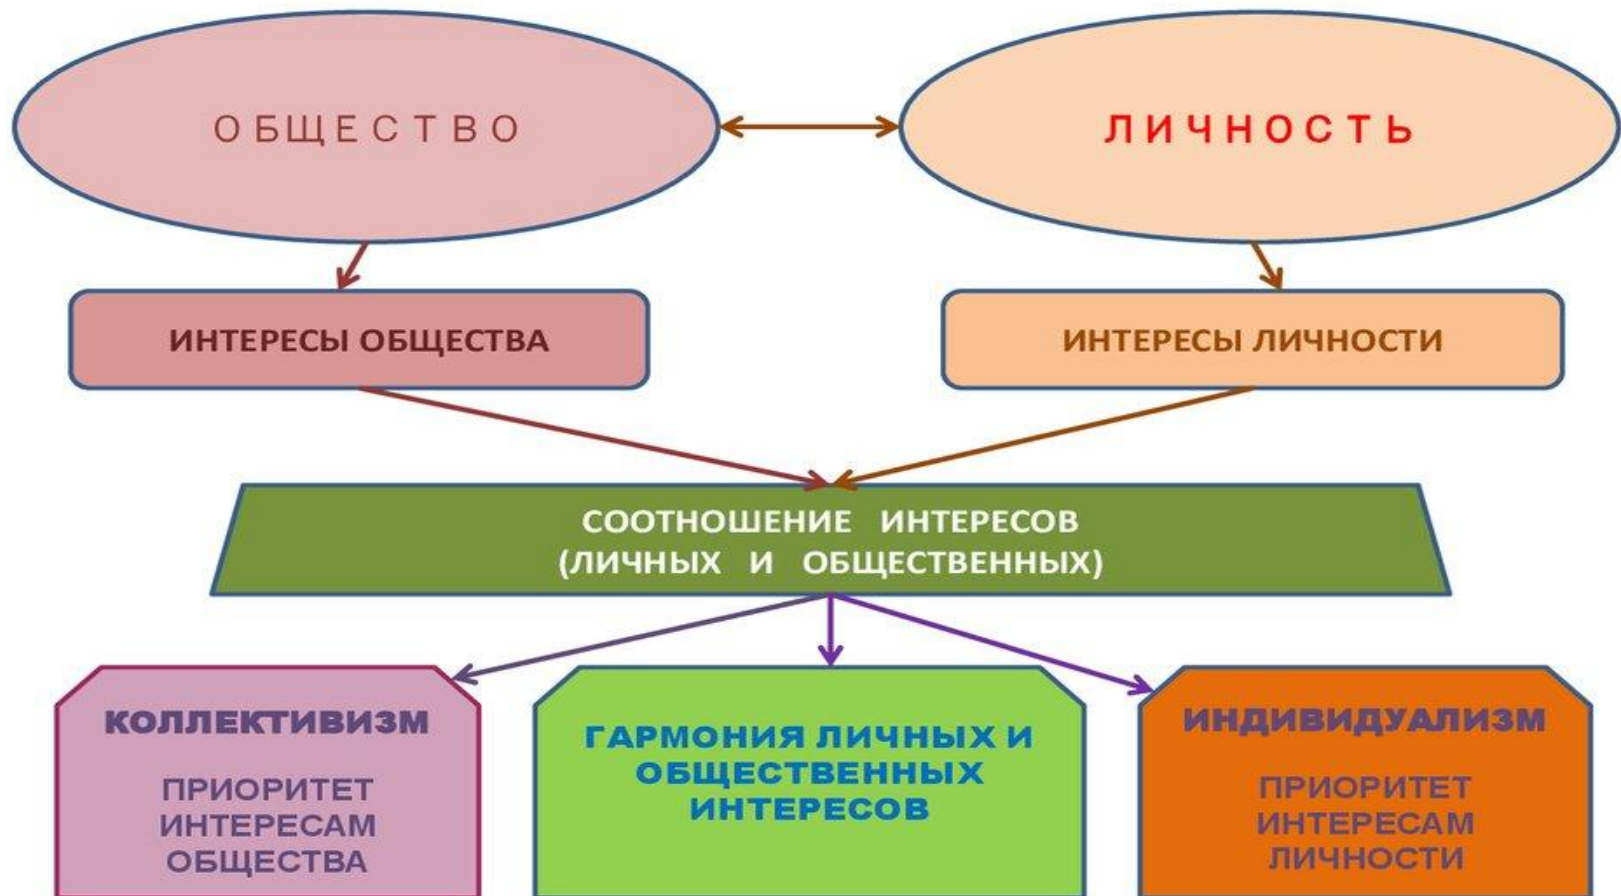 ОБЩЕСТВО
ЛИЧНОСТЬ
ИНТЕРЕСЫ ОБЩЕСТВА
ИНТЕРЕСЫ ЛИЧНОСТИ
СООТНОШЕНИЕ ИНТЕРЕСОВ
(ЛИЧНЫХ И ОБЩЕСТВЕННЫХ)
КОЛЛЕКТИВИЗМ
ПРИОРИТЕТ
ИНТЕРЕСАМ
ОБЩЕСТВА
ГАРМОНИЯ ЛИЧНЫХ И
ОБЩЕСТВЕННЫХ
ИНТЕРЕСОВ
ИНДИВИДУАЛИЗМ
ПРИОРИТЕТ
ИНТЕРЕСАМ
ЛИЧНОСТИ